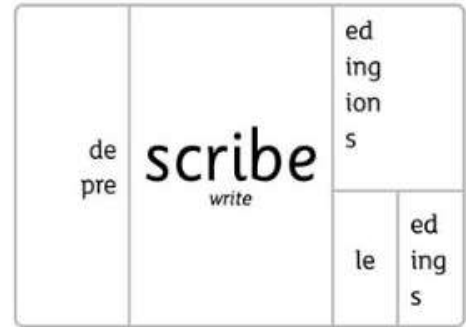 de
pre
scribe
write
ed
ing
ion
s
le
ed
ing
s